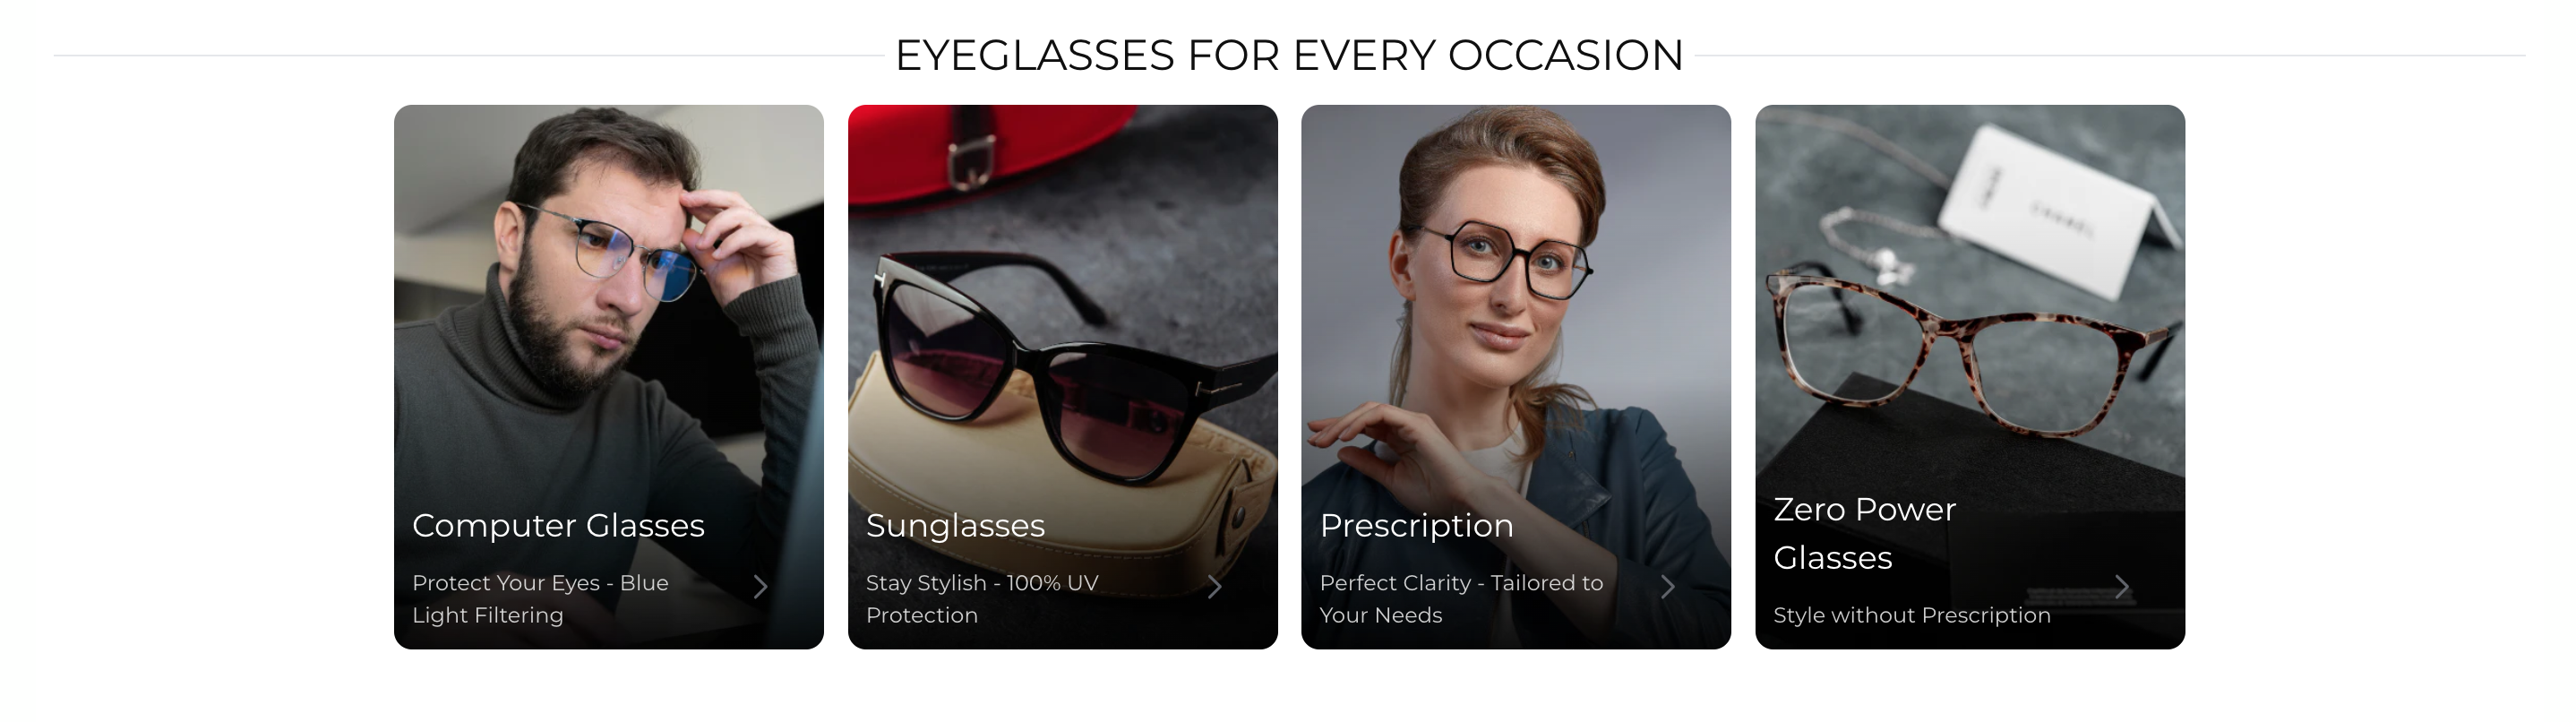 EYEGLASSES FOR EVERY OCCASION
CHANEL
Computer Glasses
Protect Your Eyes - Blue
Light Filtering
Sunglasses
Stay Stylish - 100% UV
Protection
Prescription
Perfect Clarity - Tailored to
Your Needs
Zero Power
Glasses
Style without Prescription